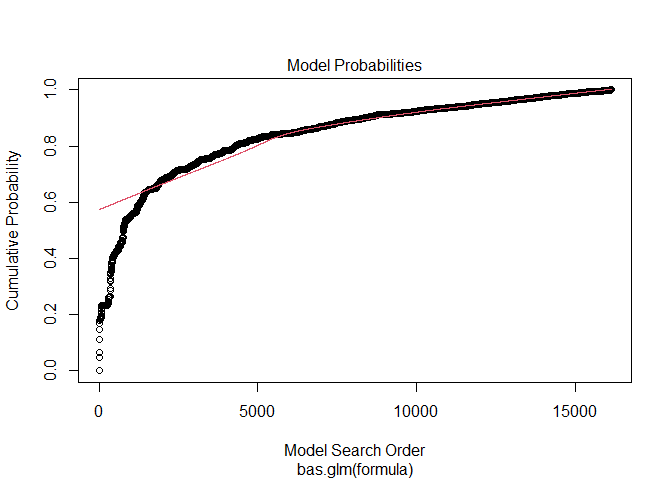 Model Probabilities
Cumulative Probability
1.0
0.8
0.6
0.4
0.2
0.0
0 5000 10000 15000
Model Search Order
bas.glm(formula)